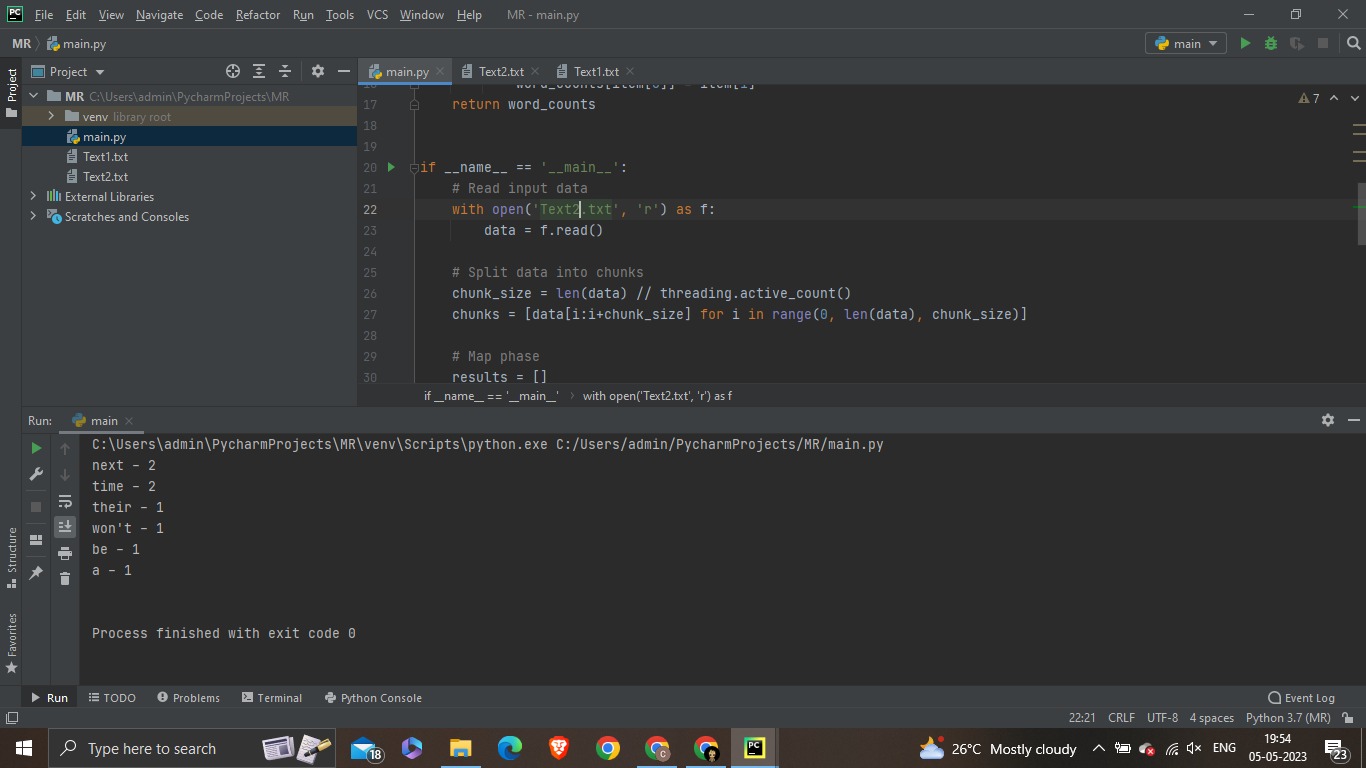 PC File Edit View Navigate Code Refactor Run Tools VCS Window Help MR - main.py
MR main.py
main
Project
Project
main.py
Text2.txt
Text1.txt
MR C:\Users\admin\PycharmProjects\MR
venv library root
main.py
Text1.txt
Text2.txt
External Libraries
Scratches and Consoles
7
17 return word_counts
18
19
20 if __name__ == '__main__':
21 # Read input data
22 with open('Text2.txt', 'r') as f:
23 data = f.read()
24
25 # Split data into chunks
26 chunk_size = len(data) // threading.active_count()
27 chunks = [data[i:i+chunk_size] for i in range(0, len(data), chunk_size)]
28
29 # Map phase
30 results = []
if __name__ == '__main__' with open('Text2.txt', 'r') as f
Run: main
C:\Users\admin\PycharmProjects\MR\venv\Scripts\python.exe C:/Users/admin/PycharmProjects/MR/main.py
next - 2
time - 2
their - 1
won't - 1
be - 1
a - 1
Process finished with exit code 0
Structure
Favorites
Run TODO Problems Terminal Python Console Event Log
22:21 CRLF UTF-8 4 spaces Python 3.7 (MR)
Type here to search
18
C
PC
26°C Mostly cloudy
ENG
19:54
05-05-2023
23